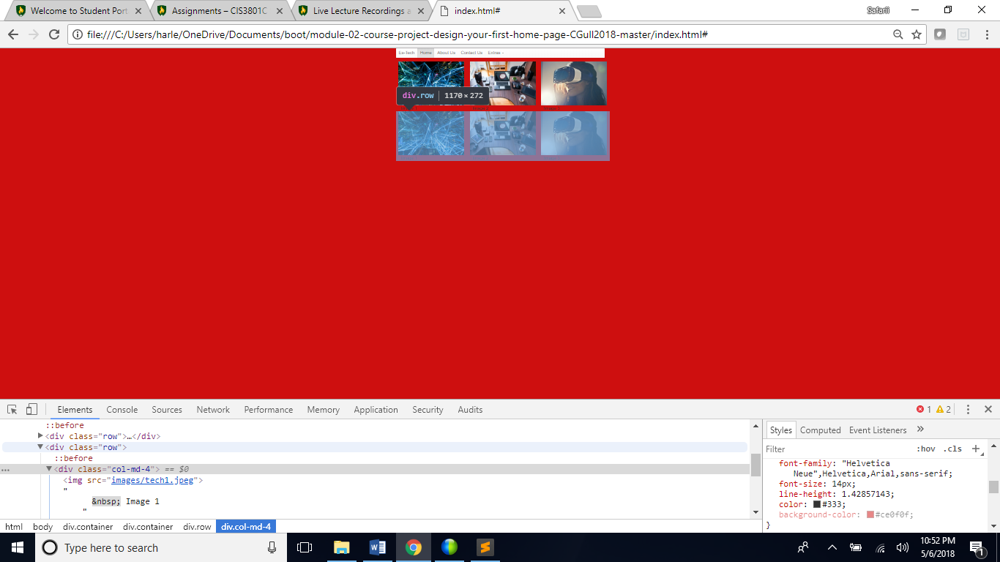 Welcome to Student Port
Assignments – CIS3801C
Live Lecture Recordings a
index.html#
Safarii
file:///C:/Users/harle/OneDrive/Documents/boot/module-02-course-project-design-your-first-home-page-CGull2018-master/index.html#
Ex-Tech Home About Us Contact Us Extras
div.row 1170 × 272
Elements Console Sources Network Performance Memory Application Security Audits 1 2
::before
<div class="row">…</div>
<div class="row">
::before
... <div class="col-md-4"> == $0
<img src="images/tech1.jpeg">
"
&nbsp; Image 1
"
html body div.container div.container div.row div.col-md-4
Styles Computed Event Listeners »
Filter :hov .cls +
font-family: "Helvetica
Neue",Helvetica,Arial,sans-serif;
font-size: 14px;
line-height: 1.42857143;
color: #333;
background-color: #ce0f0f;
}
Type here to search
10:52 PM
5/6/2018
1